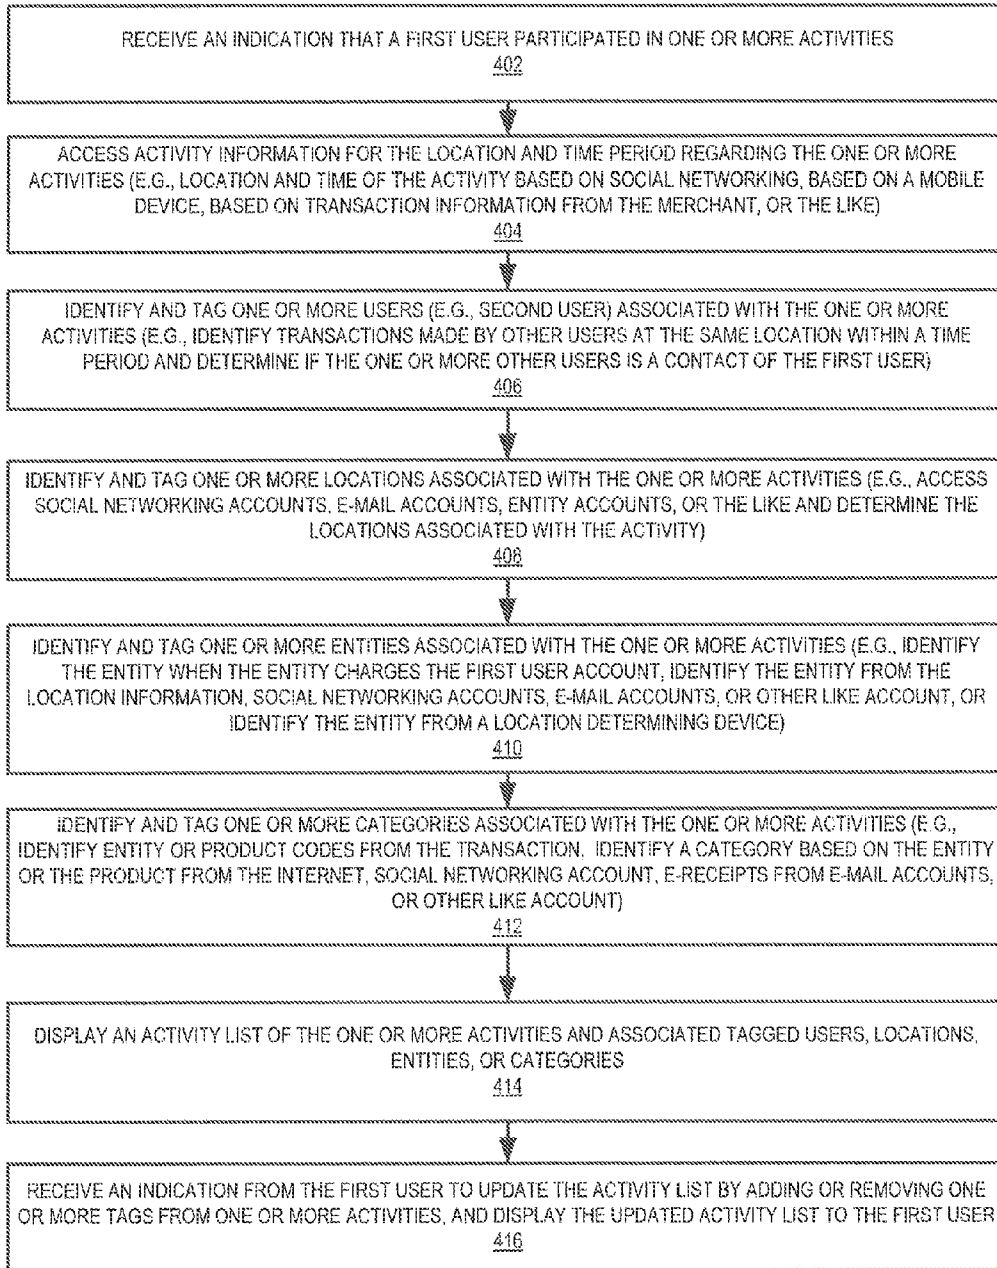 RECEIVE AN INDICATION THAT A FIRST USER PARTICIPATED IN ONE OR MORE ACTIVITIES
402
ACCESS ACTIVITY INFORMATION FOR THE LOCATION AND TIME PERIOD REGARDING THE ONE OR MORE
ACTIVITIES (E.G., LOCATION AND TIME OF THE ACTIVITY BASED ON SOCIAL NETWORKING, BASED ON A MOBILE
DEVICE, BASED ON TRANSACTION INFORMATION FROM THE MERCHANT, OR THE LIKE)
404
IDENTIFY AND TAG ONE OR MORE USERS (E.G., SECOND USER) ASSOCIATED WITH THE ONE OR MORE
ACTIVITIES (E.G., IDENTIFY TRANSACTIONS MADE BY OTHER USERS AT THE SAME LOCATION WITHIN A TIME
PERIOD AND DETERMINE IF THE ONE OR MORE OTHER USERS IS A CONTACT OF THE FIRST USER)
406
IDENTIFY AND TAG ONE OR MORE LOCATIONS ASSOCIATED WITH THE ONE OR MORE ACTIVITIES (E.G., ACCESS
SOCIAL NETWORKING ACCOUNTS, E-MAIL ACCOUNTS, ENTITY ACCOUNTS, OR THE LIKE AND DETERMINE THE
LOCATIONS ASSOCIATED WITH THE ACTIVITY)
408
IDENTIFY AND TAG ONE OR MORE ENTITIES ASSOCIATED WITH THE ONE OR MORE ACTIVITIES (E.G., IDENTIFY
THE ENTITY WHEN THE ENTITY CHARGES THE FIRST USER ACCOUNT, IDENTIFY THE ENTITY FROM THE
LOCATION INFORMATION, SOCIAL NETWORKING ACCOUNTS, E-MAIL ACCOUNTS, OR OTHER LIKE ACCOUNT, OR
IDENTIFY THE ENTITY FROM A LOCATION DETERMINING DEVICE)
410
IDENTIFY AND TAG ONE OR MORE CATEGORIES ASSOCIATED WITH THE ONE OR MORE ACTIVITIES (E.G.,
IDENTIFY ENTITY OR PRODUCT CODES FROM THE TRANSACTION, IDENTIFY A CATEGORY BASED ON THE ENTITY
OR THE PRODUCT FROM THE INTERNET, SOCIAL NETWORKING ACCOUNT, E-RECEIPTS FROM E-MAIL ACCOUNTS,
OR OTHER LIKE ACCOUNT)
412
DISPLAY AN ACTIVITY LIST OF THE ONE OR MORE ACTIVITIES AND ASSOCIATED TAGGED USERS, LOCATIONS,
ENTITIES, OR CATEGORIES
414
RECEIVE AN INDICATION FROM THE FIRST USER TO UPDATE THE ACTIVITY LIST BY ADDING OR REMOVING ONE
OR MORE TAGS FROM ONE OR MORE ACTIVITIES, AND DISPLAY THE UPDATED ACTIVITY LIST TO THE FIRST USER
416